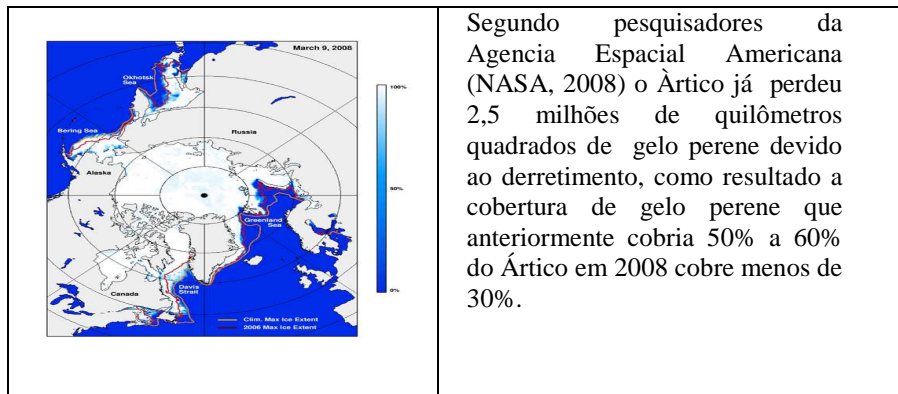 March 9, 2008
Okhotsk
Sea
100%
Bering Sea
Russia
Alaska
50%
Greenland
Sea
Davis
Strait
Canada
0%
Clim. Max Ice Extent
2006 Max Ice Extent
Segundo pesquisadores da
Agencia Espacial Americana
(NASA, 2008) o Àrtico já perdeu
2,5 milhões de quilômetros
quadrados de gelo perene devido
ao derretimento, como resultado a
cobertura de gelo perene que
anteriormente cobria 50% a 60%
do Ártico em 2008 cobre menos de
30%.